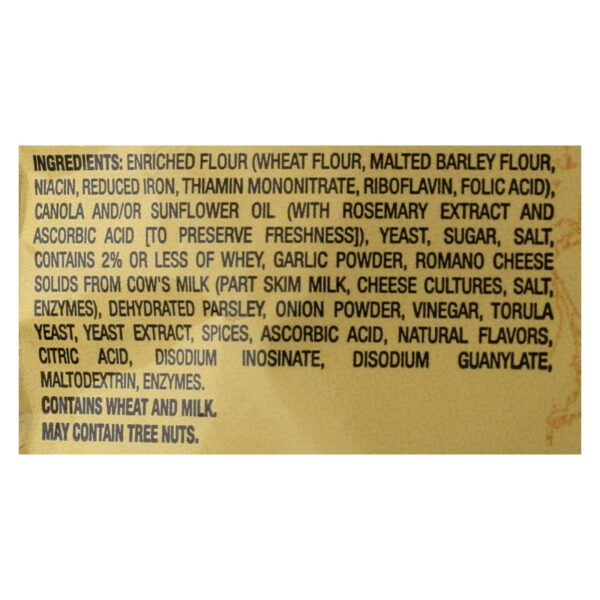 INGREDIENTS: ENRICHED FLOUR (WHEAT FLOUR, MALTED BARLEY FLOUR,
NIACIN, REDUCED IRON, THIAMIN MONONITRATE, RIBOFLAVIN, FOLIC ACID),
CANOLA AND/OR SUNFLOWER OIL (WITH ROSEMARY EXTRACT AND
ASCORBIC ACID [TO PRESERVE FRESHNESS]), YEAST, SUGAR, SALT,
CONTAINS 2% OR LESS OF WHEY, GARLIC POWDER, ROMANO CHEESE
SOLIDS FROM COW'S MILK (PART SKIM MILK, CHEESE CULTURES, SALT,
ENZYMES), DEHYDRATED PARSLEY, ONION POWDER, VINEGAR, TORULA
YEAST, YEAST EXTRACT, SPICES, ASCORBIC ACID, NATURAL FLAVORS,
CITRIC ACID, DISODIUM INOSINATE, DISODIUM GUANYLATE,
MALTODEXTRIN, ENZYMES.
CONTAINS WHEAT AND MILK.
MAY CONTAIN TREE NUTS.